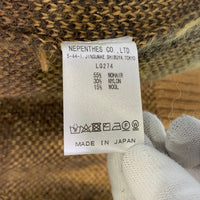 NEPENTHES CO., LTD.
5-44-1, JINGUMAE SHIBUYA TOKYO
LQ274
55% MOHAIR
30% NYLON
15% WOOL
MADE IN JAPAN